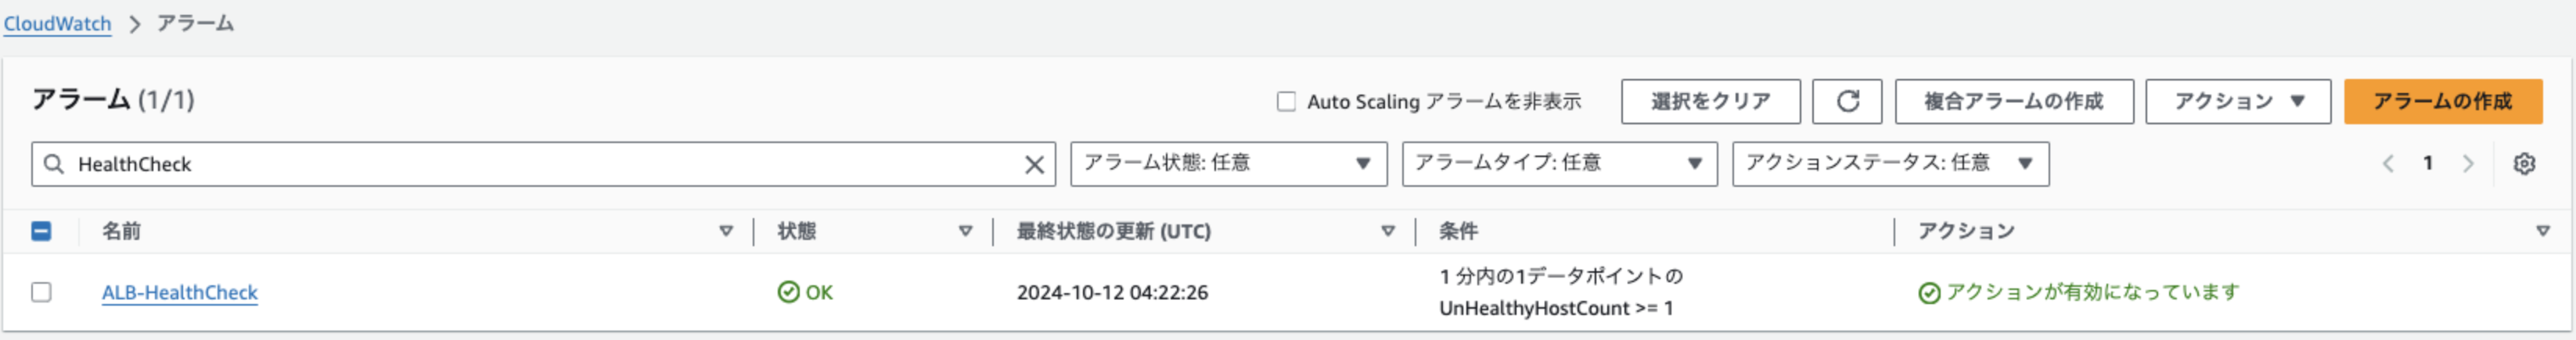 CloudWatch > アラーム
アラーム (1/1)
Auto Scaling アラームを非表示
選択をクリア
複合アラームの作成
アクション ▼
アラームの作成
HealthCheck
アラーム状態: 任意
アラームタイプ: 任意
アクションステータス: 任意
1
名前
状態
最終状態の更新 (UTC)
条件
アクション
ALB-HealthCheck
OK
2024-10-12 04:22:26
1 分内の1データポイントの
UnHealthyHostCount >= 1
アクションが有効になっています